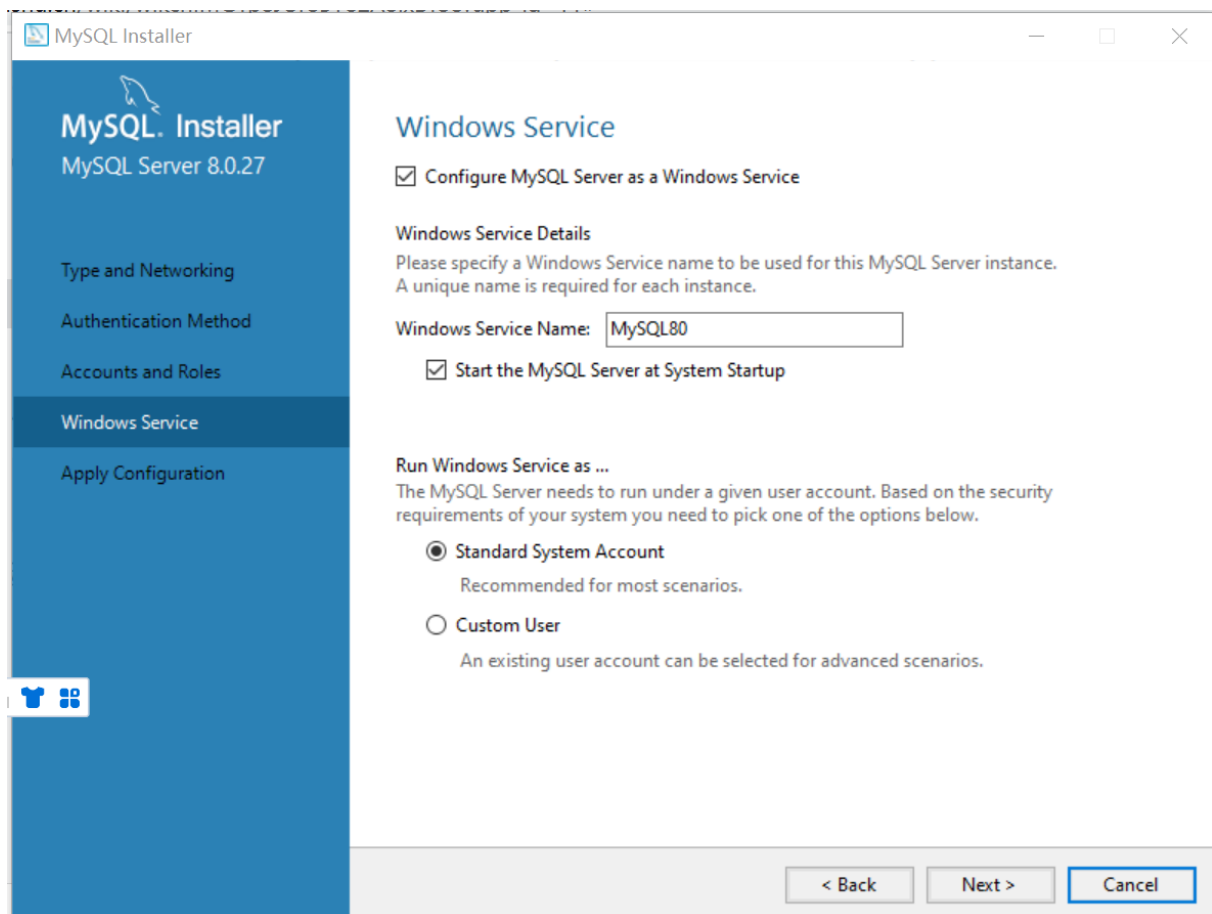 MySQL Installer
MySQL. Installer
MySQL Server 8.0.27
Type and Networking
Authentication Method
Accounts and Roles
Windows Service
Apply Configuration
Windows Service
Configure MySQL Server as a Windows Service
Windows Service Details
Please specify a Windows Service name to be used for this MySQL Server instance.
A unique name is required for each instance.
Windows Service Name: MySQL80
Start the MySQL Server at System Startup
Run Windows Service as ...
The MySQL Server needs to run under a given user account. Based on the security
requirements of your system you need to pick one of the options below.
Standard System Account
Recommended for most scenarios.
Custom User
An existing user account can be selected for advanced scenarios.
< Back Next > Cancel